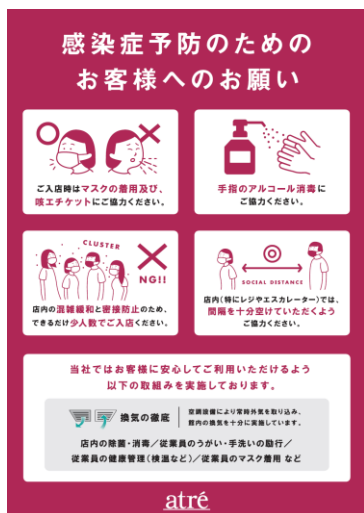 感染症予防のための
お客様へのお願い
ご入店時はマスクの着用及び、
咳エチケットにご協力ください。
手指のアルコール消毒に
ご協力ください。
CLUSTER
NG!!
店内の混雑緩和と密接防止のため、
できるだけ少人数でご入店ください。
SOCIAL DISTANCE
店内(特にレジやエスカレーター)では、
間隔を十分空けていただくよう
ご協力ください。
当社ではお客様に安心してご利用いただけるよう
以下の取組みを実施しております。
換気の徹底
空調設備により常時外気を取り込み、
館内の換気を十分に実施しています。
店内の除菌・消毒/従業員のうがい・手洗いの励行/
従業員の健康管理(検温など)/従業員のマスク着用 など
atré